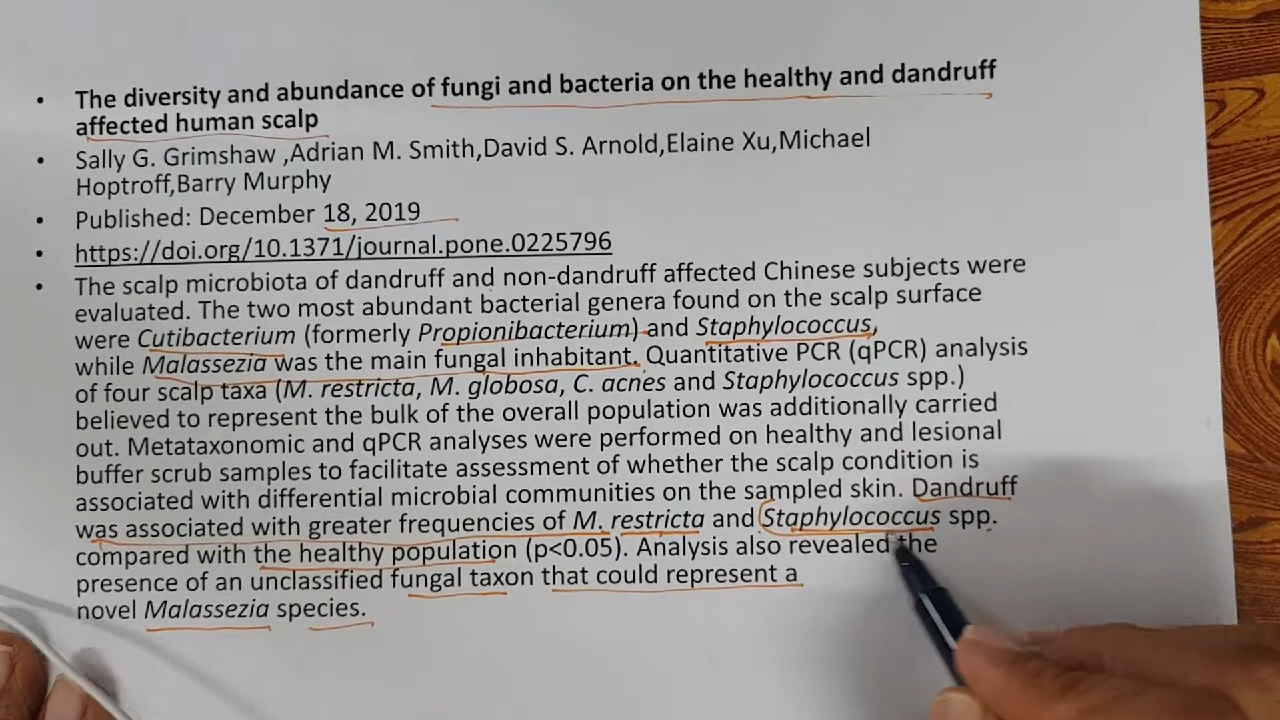 • The diversity and abundance of fungi and bacteria on the healthy and dandruff
affected human scalp
• Sally G. Grimshaw ,Adrian M. Smith,David S. Arnold,Elaine Xu,Michael
Hoptroff,Barry Murphy
• Published: December 18, 2019
• https://doi.org/10.1371/journal.pone.0225796
• The scalp microbiota of dandruff and non-dandruff affected Chinese subjects were
evaluated. The two most abundant bacterial genera found on the scalp surface
were Cutibacterium (formerly Propionibacterium) and Staphylococcus,
while Malassezia was the main fungal inhabitant. Quantitative PCR (qPCR) analysis
of four scalp taxa (M. restricta, M. globosa, C. acnes and Staphylococcus spp.)
believed to represent the bulk of the overall population was additionally carried
out. Metataxonomic and qPCR analyses were performed on healthy and lesional
buffer scrub samples to facilitate assessment of whether the scalp condition is
associated with differential microbial communities on the sampled skin. Dandruff
was associated with greater frequencies of M. restricta and Staphylococcus spp.
compared with the healthy population (p<0.05). Analysis also revealed the
presence of an unclassified fungal taxon that could represent a
novel Malassezia species.